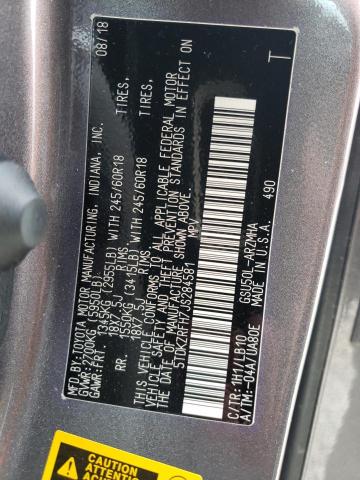 MFD.BY:TOYOTA MOTOR MANUFACTURING, INDIANA, INC. 08/18
GVWR:2700KG(5950LB)
GAWR:FRT. 1345KG(2955LB)WITH 245/60R18 TIRES,
18X7.5J RIMS
RR. 1550KG(3415LB)WITH 245/60R18 TIRES,
18X7.5J RIMS
THIS VEHICLE CONFORMS TO ALL APPLICABLE FEDERAL MOTOR
VEHICLE SAFETY AND THEFT PREVENTION STANDARDS IN EFFECT ON
THE DATE OF MANUFACTURE SHOWN ABOVE.
5TDKZRFH7JS284581 MPV
C/TR:1H1/LB10 GSU50L-ARZMHA
A/TM:-04A/UA80E MADE IN U.S.A. 490
T
CAUTION
ATTENTION